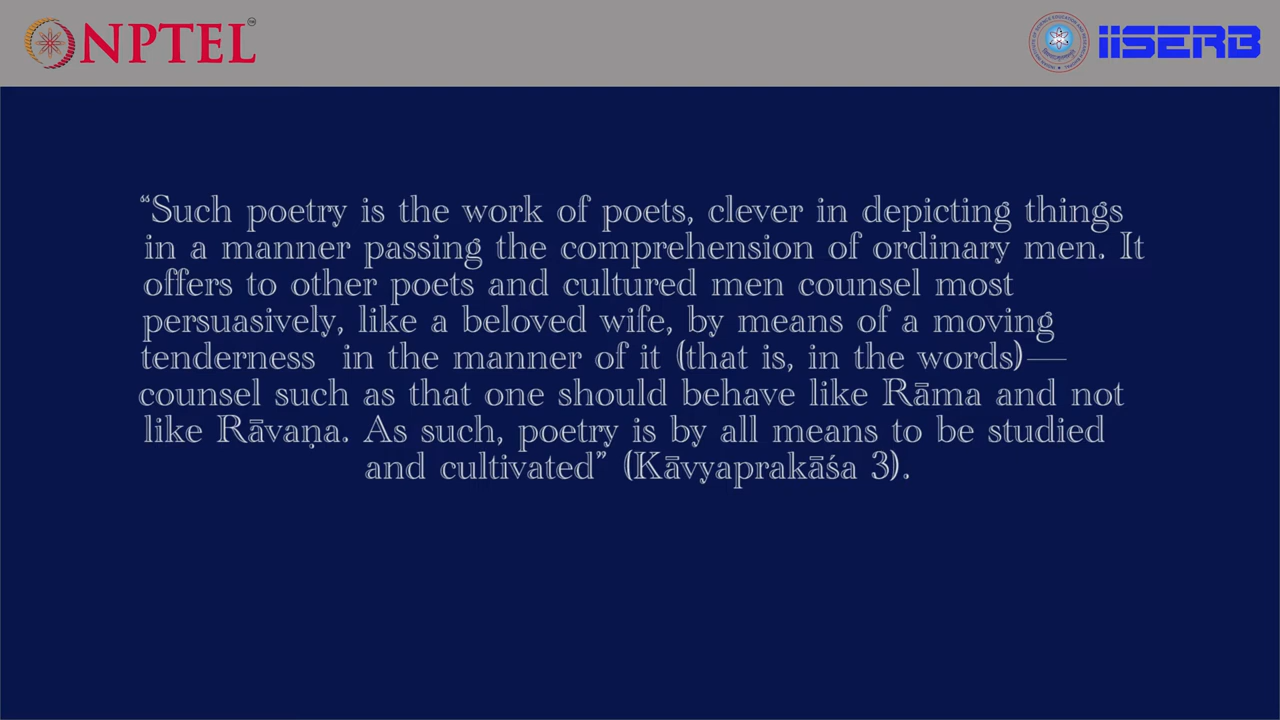 NPTEL
iiSERB
“Such poetry is the work of poets, clever in depicting things
in a manner passing the comprehension of ordinary men. It
offers to other poets and cultured men counsel most
persuasively, like a beloved wife, by means of a moving
tenderness in the manner of it (that is, in the words)—
counsel such as that one should behave like Rāma and not
like Rāvaṇa. As such, poetry is by all means to be studied
and cultivated” (Kāvyaprakāśa 3).